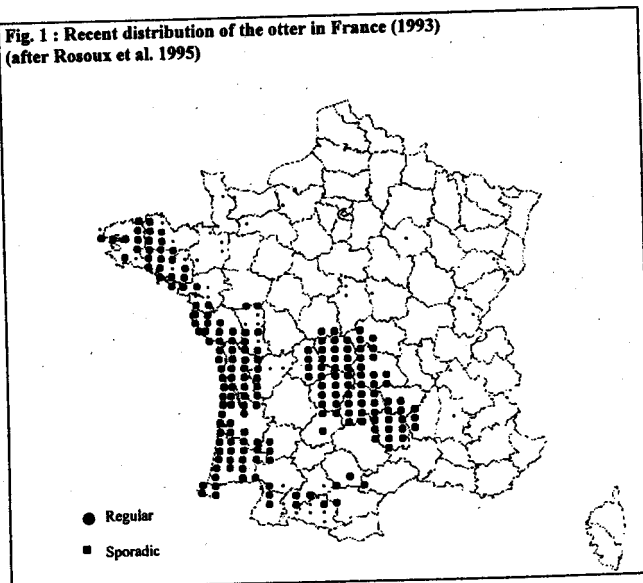 Fig. 1 : Recent distribution of the otter in France (1993)
(after Rosoux et al. 1995)
Regular
Sporadic